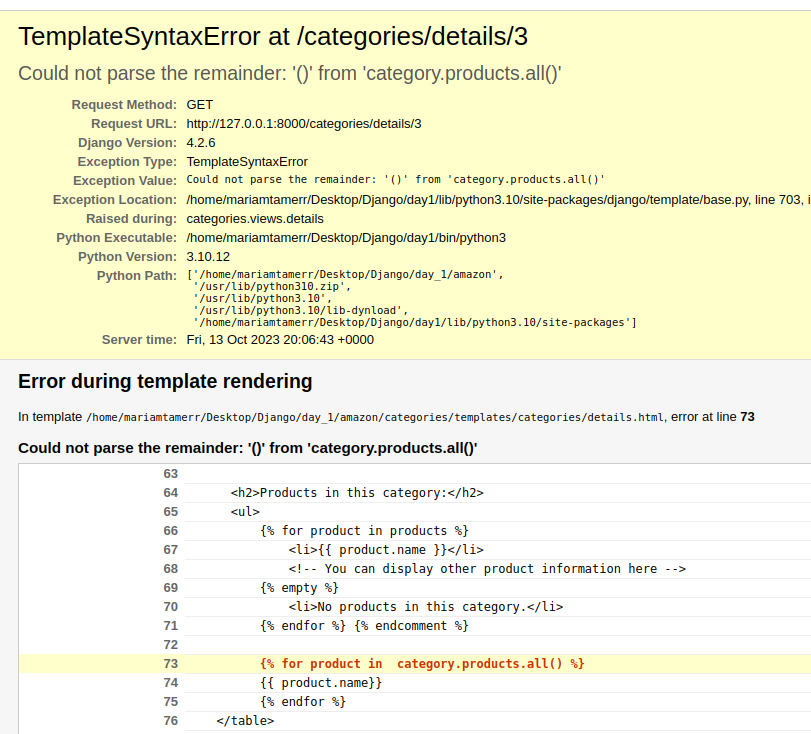 TemplateSyntaxError at /categories/details/3
Could not parse the remainder: '()' from 'category.products.all()'
Request Method: GET
Request URL: http://127.0.0.1:8000/categories/details/3
Django Version: 4.2.6
Exception Type: TemplateSyntaxError
Exception Value: Could not parse the remainder: '()' from 'category.products.all()'
Exception Location: /home/mariamtamerr/Desktop/Django/day1/lib/python3.10/site-packages/django/template/base.py, line 703, i
Raised during: categories.views.details
Python Executable: /home/mariamtamerr/Desktop/Django/day1/bin/python3
Python Version: 3.10.12
Python Path: ['/home/mariamtamerr/Desktop/Django/day_1/amazon',
'/usr/lib/python310.zip',
'/usr/lib/python3.10',
'/usr/lib/python3.10/lib-dynload',
'/home/mariamtamerr/Desktop/Django/day1/lib/python3.10/site-packages']
Server time: Fri, 13 Oct 2023 20:06:43 +0000
Error during template rendering
In template /home/mariamtamerr/Desktop/Django/day_1/amazon/categories/templates/categories/details.html, error at line 73
Could not parse the remainder: '()' from 'category.products.all()'
63
64 <h2>Products in this category:</h2>
65 <ul>
66 {% for product in products %}
67 <li>{{ product.name }}</li>
68 <!-- You can display other product information here -->
69 {% empty %}
70 <li>No products in this category.</li>
71 {% endfor %} {% endcomment %}
72
73 {% for product in  category.products.all() %}
74 {{ product.name}}
75 {% endfor %}
76 </table>